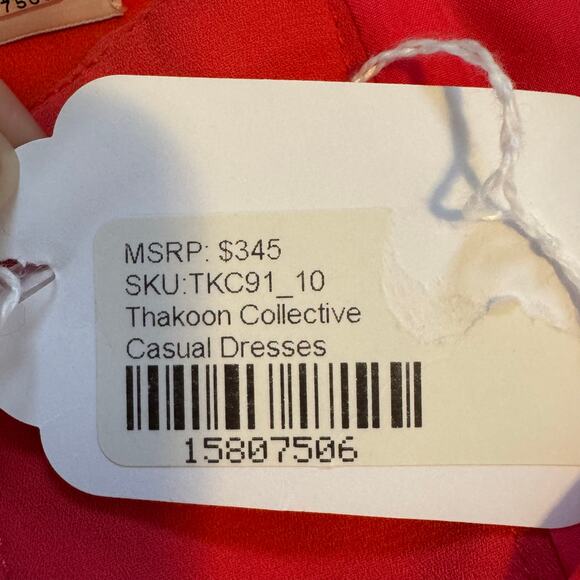 MSRP: $345
SKU:TKC91_10
Thakoon Collective
Casual Dresses
15807506